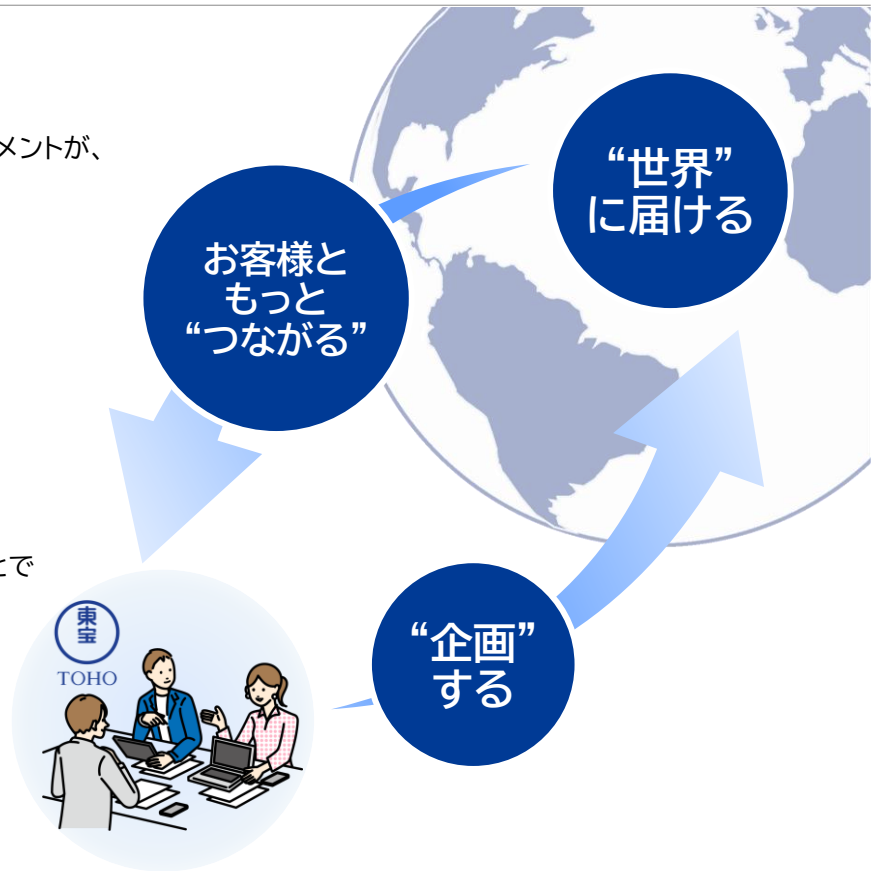 メントが、
“世界”
に届ける
お客様と
もっと
“つながる”
とで
東宝
TOHO
“企画”
する